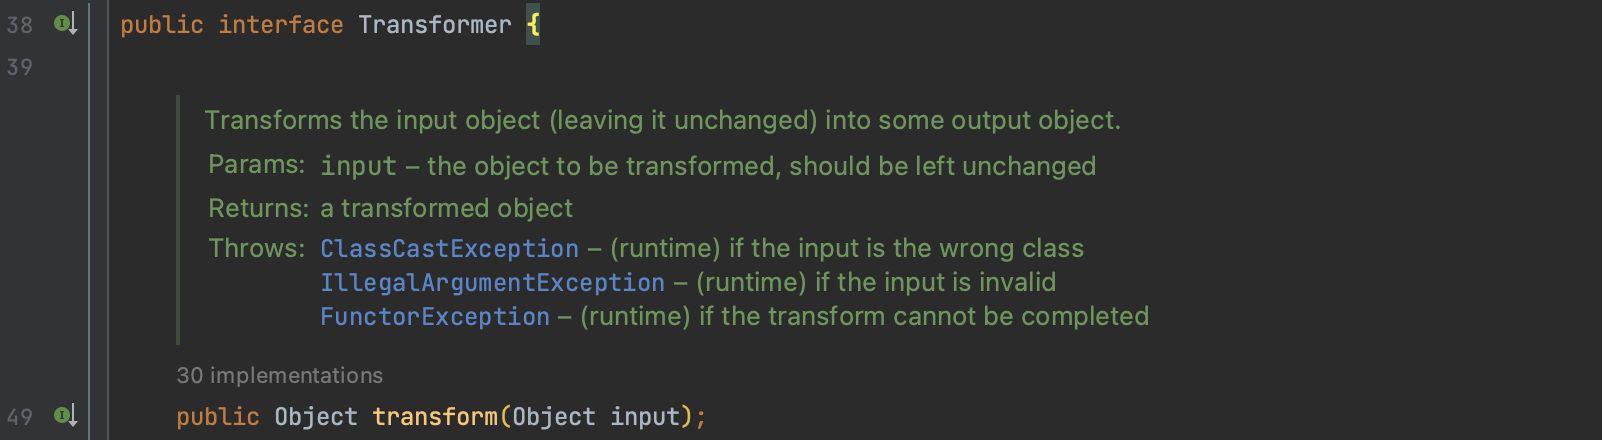 38 public interface Transformer {
39
Transforms the input object (leaving it unchanged) into some output object.
Params: input – the object to be transformed, should be left unchanged
Returns: a transformed object
Throws: ClassCastException – (runtime) if the input is the wrong class
IllegalArgumentException – (runtime) if the input is invalid
FunctorException – (runtime) if the transform cannot be completed
30 implementations
49 public Object transform(Object input);